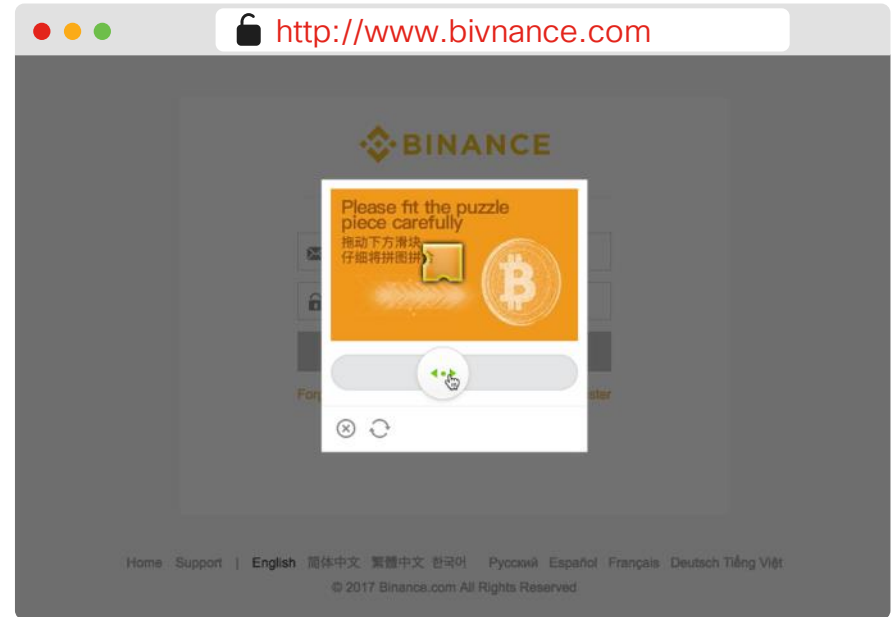 http://www.bivnance.com
BINANCE
Please fit the puzzle
piece carefully
拖动下方滑块
仔细将拼图拼
Home Support | English 简体中文 繁體中文 한국어 Русский Español Français Deutsch Tiếng Việt
© 2017 Binance.com All Rights Reserved